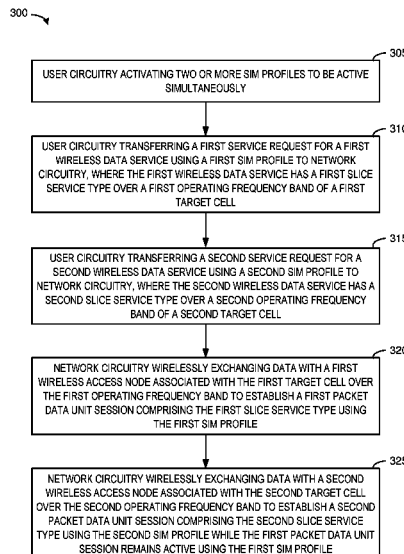 300
305
USER CIRCUITRY ACTIVATING TWO OR MORE SIM PROFILES TO BE ACTIVE
SIMULTANEOUSLY
310
USER CIRCUITRY TRANSFERRING A FIRST SERVICE REQUEST FOR A FIRST
WIRELESS DATA SERVICE USING A FIRST SIM PROFILE TO NETWORK
CIRCUITRY, WHERE THE FIRST WIRELESS DATA SERVICE HAS A FIRST SLICE
SERVICE TYPE OVER A FIRST OPERATING FREQUENCY BAND OF A FIRST
TARGET CELL
315
USER CIRCUITRY TRANSFERRING A SECOND SERVICE REQUEST FOR A
SECOND WIRELESS DATA SERVICE USING A SECOND SIM PROFILE TO
NETWORK CIRCUITRY, WHERE THE SECOND WIRELESS DATA SERVICE HAS A
SECOND SLICE SERVICE TYPE OVER A SECOND OPERATING FREQUENCY
BAND OF A SECOND TARGET CELL
320
NETWORK CIRCUITRY WIRELESSLY EXCHANGING DATA WITH A FIRST
WIRELESS ACCESS NODE ASSOCIATED WITH THE FIRST TARGET CELL OVER
THE FIRST OPERATING FREQUENCY BAND TO ESTABLISH A FIRST PACKET
DATA UNIT SESSION COMPRISING THE FIRST SLICE SERVICE TYPE USING
THE FIRST SIM PROFILE
325
NETWORK CIRCUITRY WIRELESSLY EXCHANGING DATA WITH A SECOND
WIRELESS ACCESS NODE ASSOCIATED WITH THE SECOND TARGET CELL
OVER THE SECOND OPERATING FREQUENCY BAND TO ESTABLISH A SECOND
PACKET DATA UNIT SESSION COMPRISING THE SECOND SLICE SERVICE
TYPE USING THE SECOND SIM PROFILE WHILE THE FIRST PACKET DATA UNIT
SESSION REMAINS ACTIVE USING THE FIRST SIM PROFILE